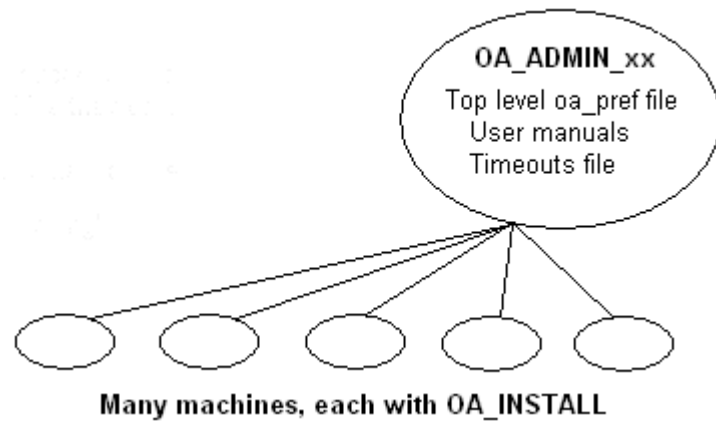 OA_ADMIN_xx
Top level oa_pref file
User manuals
Timeouts file
Many machines, each with OA_INSTALL